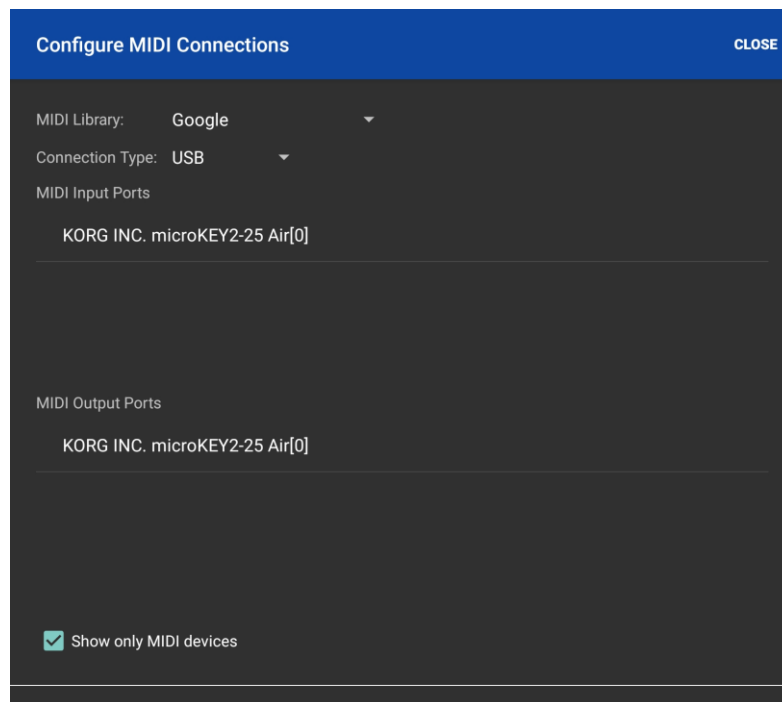 Configure MIDI Connections CLOSE
MIDI Library: Google
Connection Type: USB
MIDI Input Ports
KORG INC. microKEY2-25 Air[0]
MIDI Output Ports
KORG INC. microKEY2-25 Air[0]
Show only MIDI devices